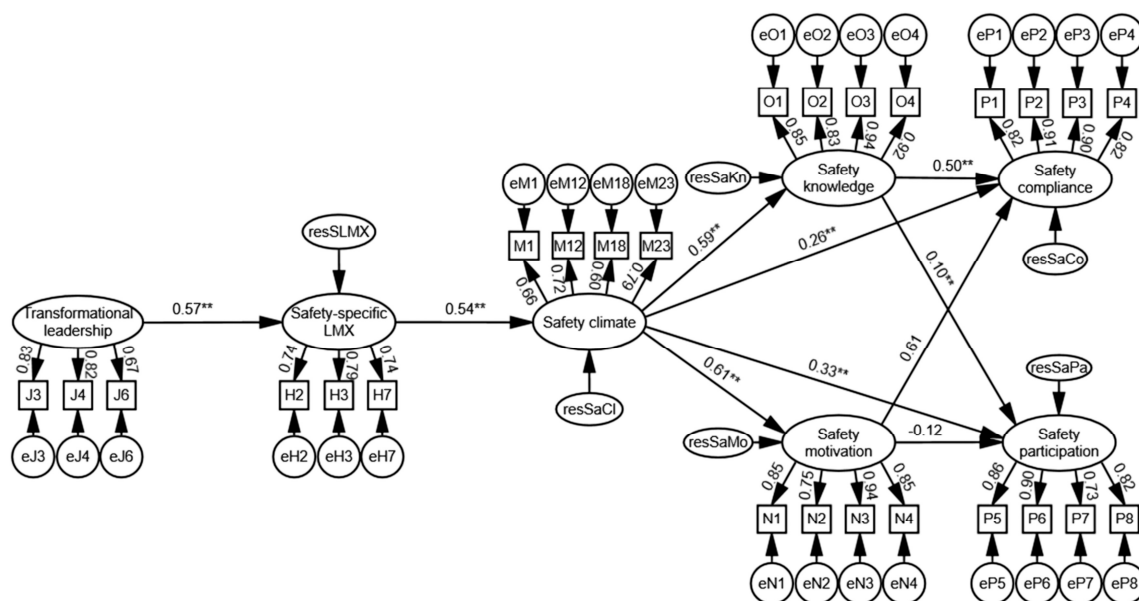 eO1 eO2 eO3 eO4
eP1 eP2 eP3 eP4
O1 O2 O3 O4
P1 P2 P3 P4
0.85 0.83 0.94 0.92
0.82 0.91 0.90 0.82
resSaKn
Safety
knowledge
0.50**
Safety
compliance
eM1 eM12 eM18 eM23
M1 M12 M18 M23
0.66 0.72 0.60 0.79
0.59**
0.26**
resSaCo
resSLMX
0.10**
Transformational
leadership
0.57**
Safety-specific
LMX
0.54**
Safety climate
0.83 0.82 0.67
0.74 0.79 0.74
J3 J4 J6
H2 H3 H7
eJ3 eJ4 eJ6
eH2 eH3 eH7
resSaCl
0.61**
0.33**
0.61
resSaPa
resSaMo
Safety
motivation
-0.12
Safety
participation
0.85 0.75 0.94 0.85
0.86 0.90 0.73 0.82
N1 N2 N3 N4
P5 P6 P7 P8
eN1 eN2 eN3 eN4
eP5 eP6 eP7 eP8